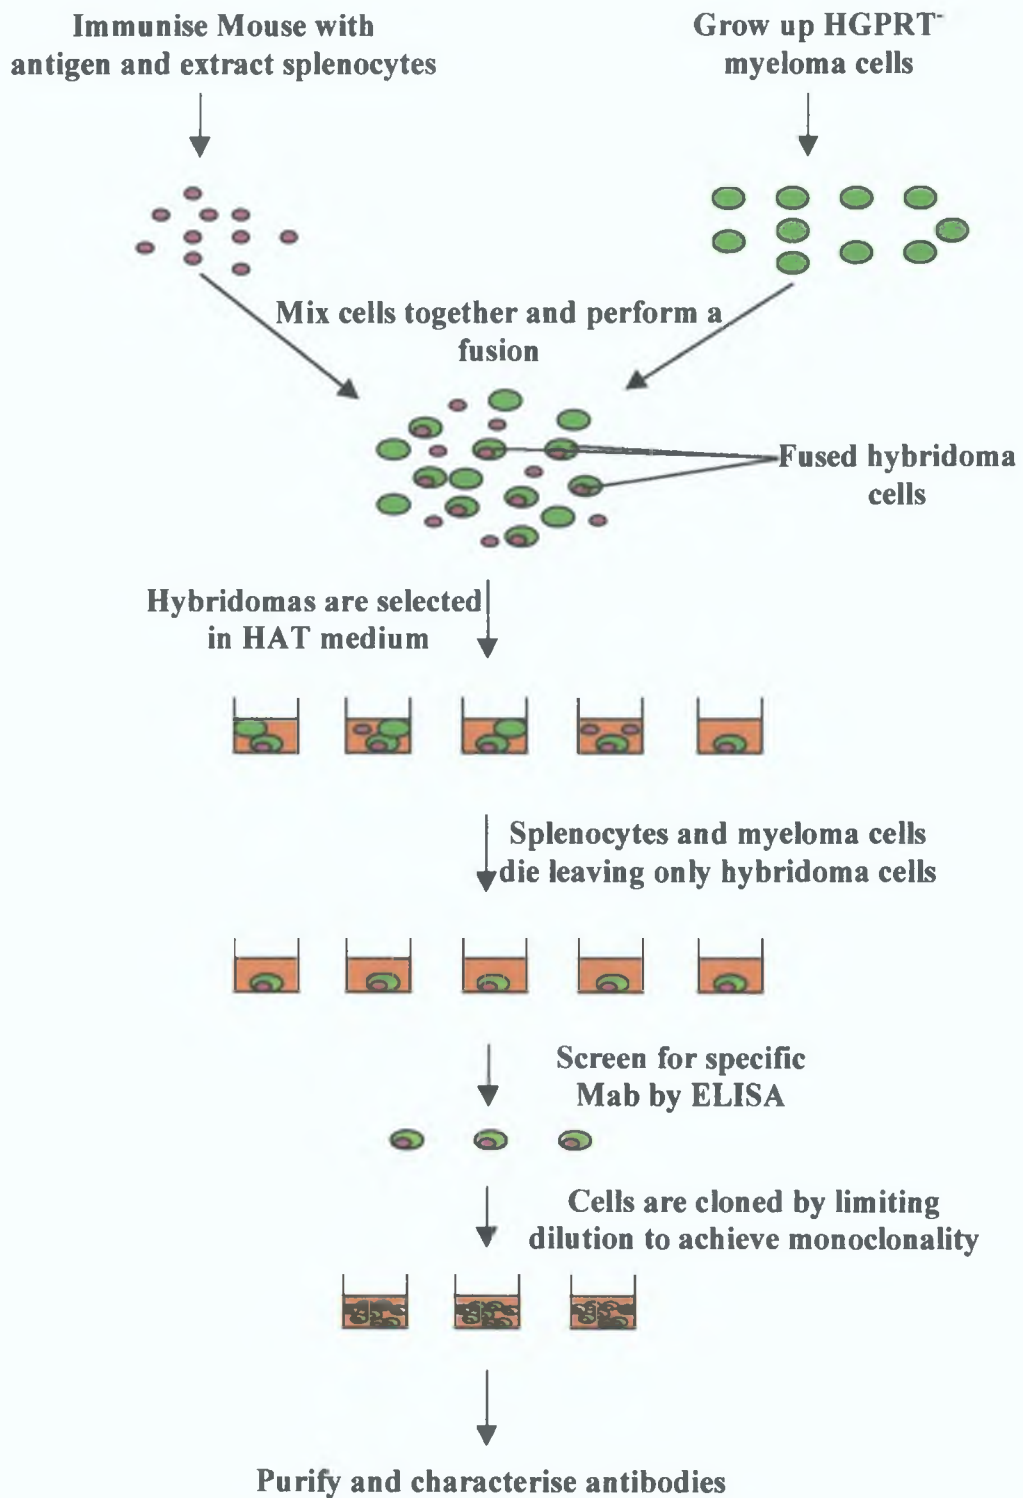 Immunise Mouse with
antigen and extract splenocytes
Grow up HGPRT⁻
myeloma cells
Mix cells together and perform a
fusion
Fused hybridoma
cells
Hybridomas are selected
in HAT medium
Splenocytes and myeloma cells
die leaving only hybridoma cells
Screen for specific
Mab by ELISA
Cells are cloned by limiting
dilution to achieve monoclonality
Purify and characterise antibodies